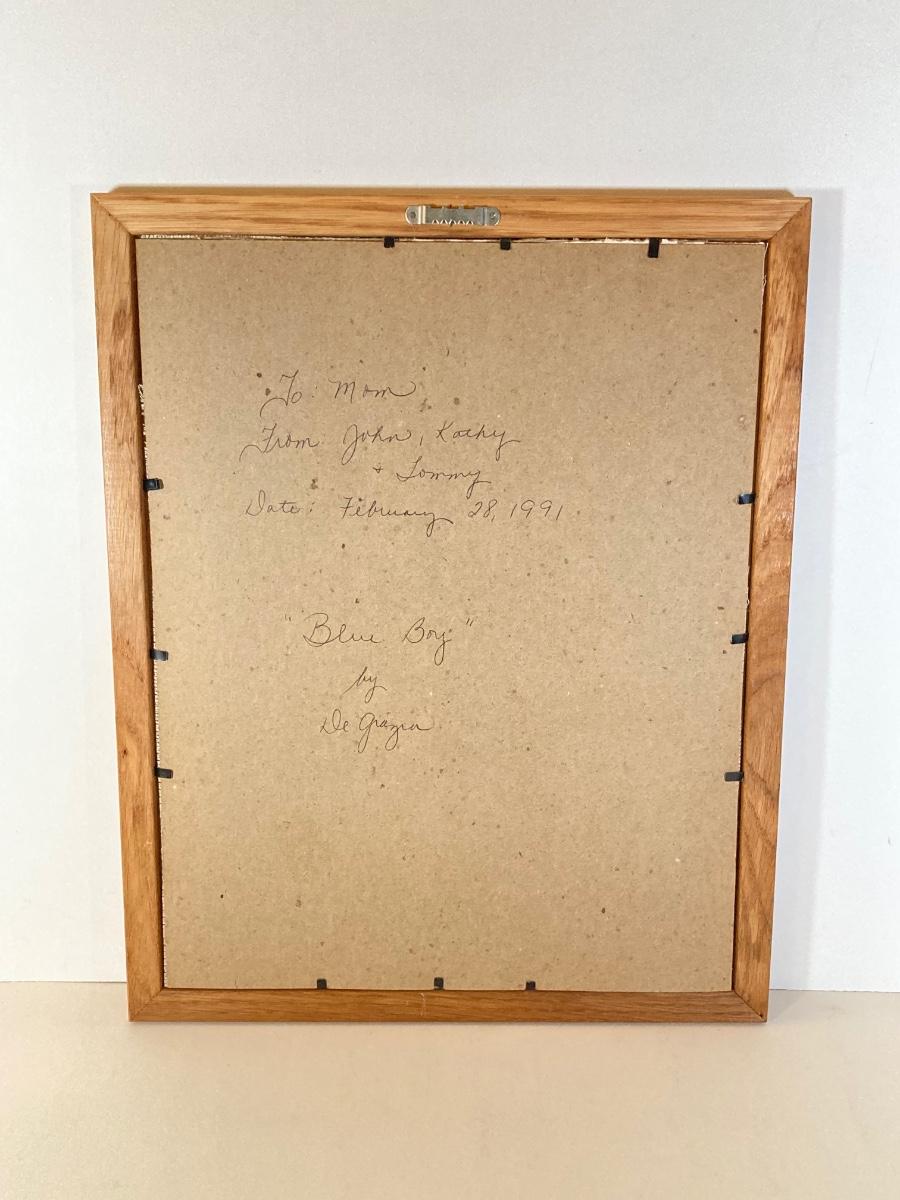 To: Mom
From: John, Kathy
+ Tommy
Date: February 28, 1991
"Blue Boy"
by
De Grazia